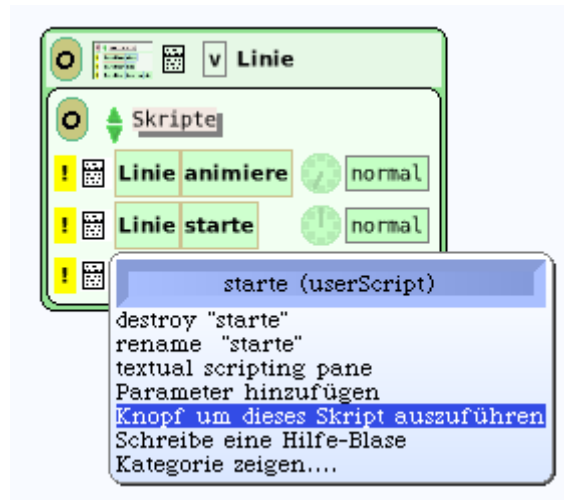 v Linie
Skripte
! Linie animiere normal
! Linie starte normal
!
starte (userScript)
destroy "starte"
rename "starte"
textual scripting pane
Parameter hinzufügen
Knopf um dieses Skript auszuführen
Schreibe eine Hilfe-Blase
Kategorie zeigen....